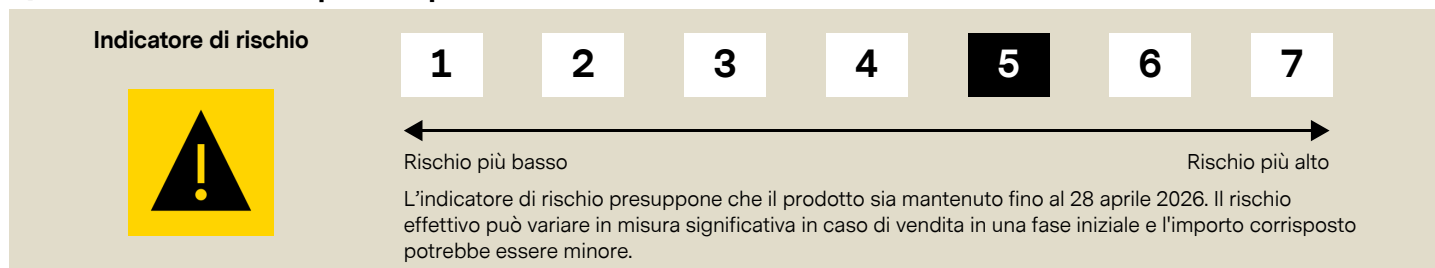 Indicatore di rischio
1 2 3 4 5 6 7
Rischio più basso
Rischio più alto
L'indicatore di rischio presuppone che il prodotto sia mantenuto fino al 28 aprile 2026. Il rischio
effettivo può variare in misura significativa in caso di vendita in una fase iniziale e l'importo corrisposto
potrebbe essere minore.